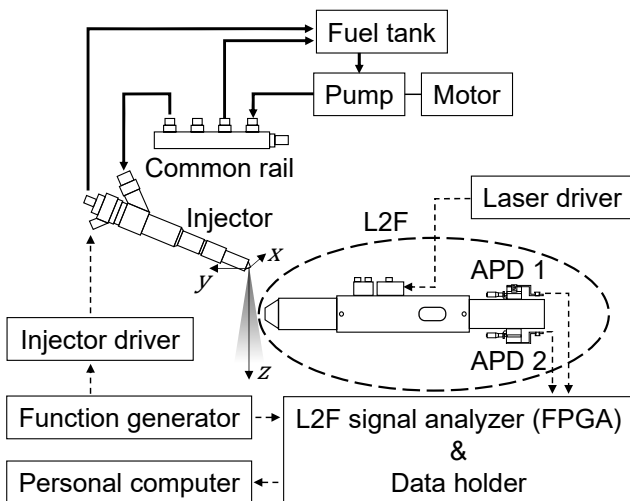 Fuel tank
Pump
Motor
Common rail
Laser driver
Injector
L2F
x
y
APD 1
Injector driver
APD 2
z
Function generator
L2F signal analyzer (FPGA)
&
Data holder
Personal computer